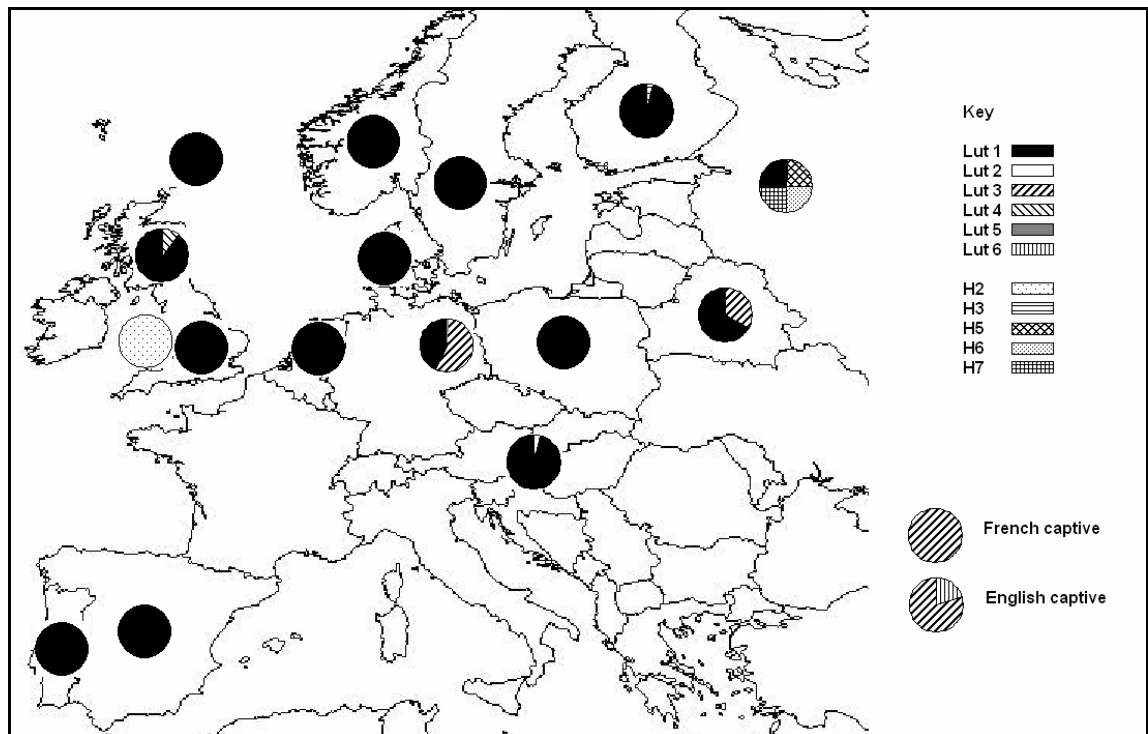 Key
Lut 1
Lut 2
Lut 3
Lut 4
Lut 5
Lut 6
H2
H3
H5
H6
H7
French captive
English captive